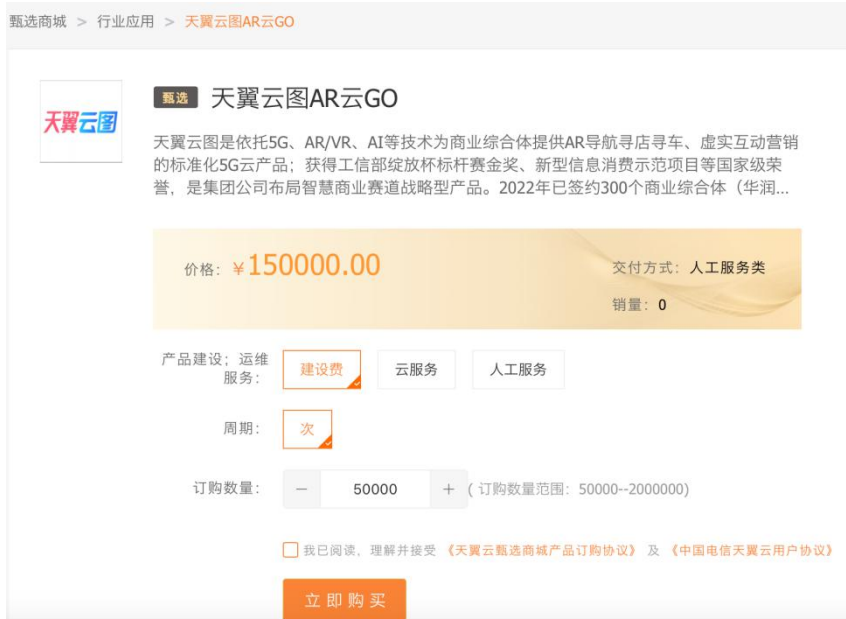 甄选商城 > 行业应用 > 天翼云图AR云GO
天翼云图
甄选 天翼云图AR云GO
天翼云图是依托5G、AR/VR、AI等技术为商业综合体提供AR导航寻店寻车、虚实互动营销
的标准化5G云产品；获得工信部绽放杯标杆赛金奖、新型信息消费示范项目等国家级荣
誉，是集团公司布局智慧商业赛道战略型产品。2022年已签约300个商业综合体（华润...
价格：￥150000.00
交付方式：人工服务类
销量：0
产品建设；运维
服务：
建设费 云服务 人工服务
周期： 次
订购数量： — 50000 + ( 订购数量范围：50000--2000000)
我已阅读，理解并接受 《天翼云甄选商城产品订购协议》 及 《中国电信天翼云用户协议》
立即购买